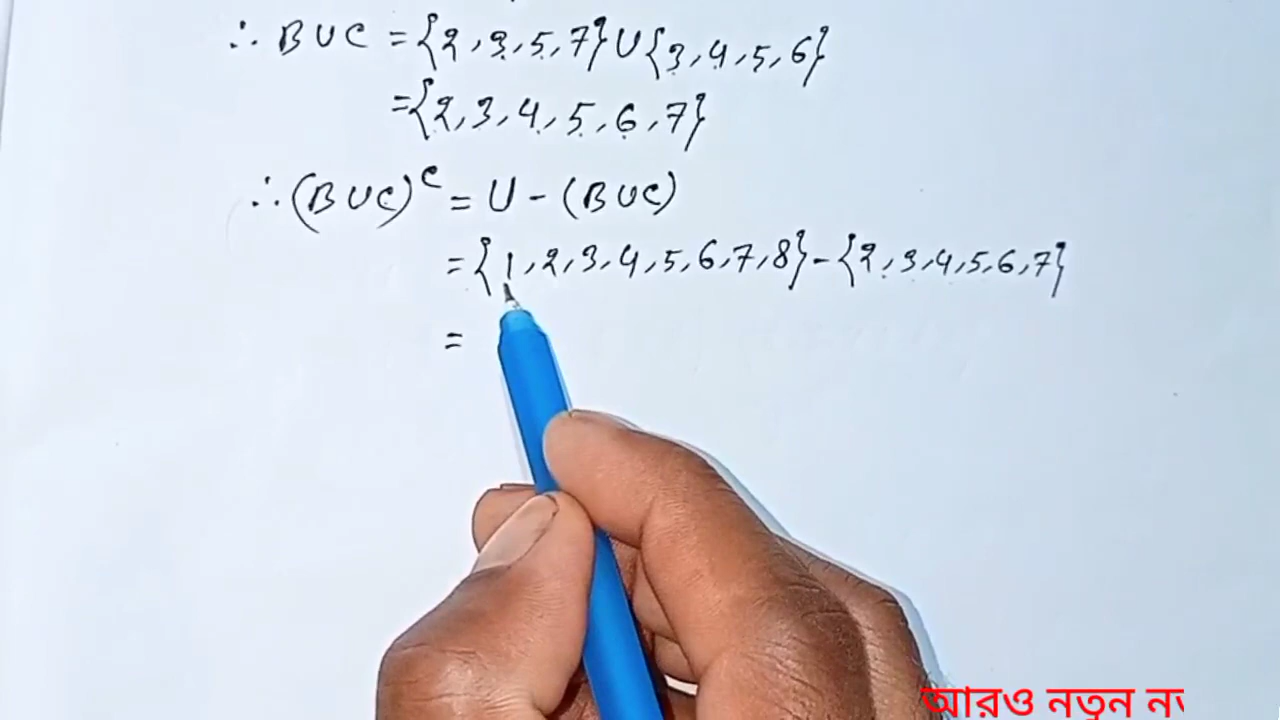 ∴ B ∪ C = {2, 3, 5, 7} ∪ {3, 4, 5, 6}
= {2, 3, 4, 5, 6, 7}
∴ (B ∪ C)ᶜ = U - (B ∪ C)
= {1, 2, 3, 4, 5, 6, 7, 8} - {2, 3, 4, 5, 6, 7}
=
আরও নতুন